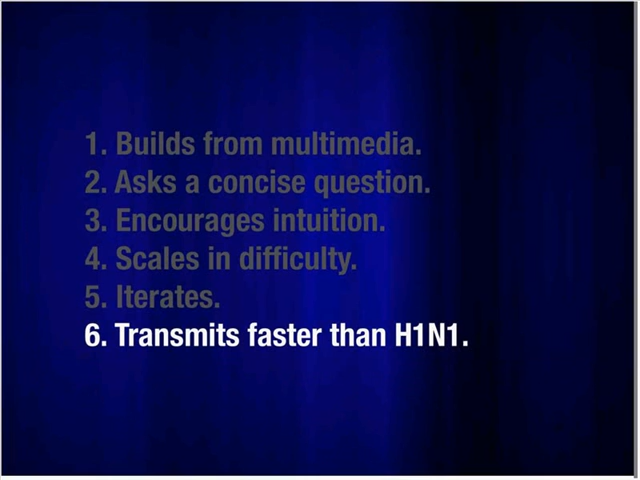 1. Builds from multimedia.
2. Asks a concise question.
3. Encourages intuition.
4. Scales in difficulty.
5. Iterates.
6. Transmits faster than H1N1.